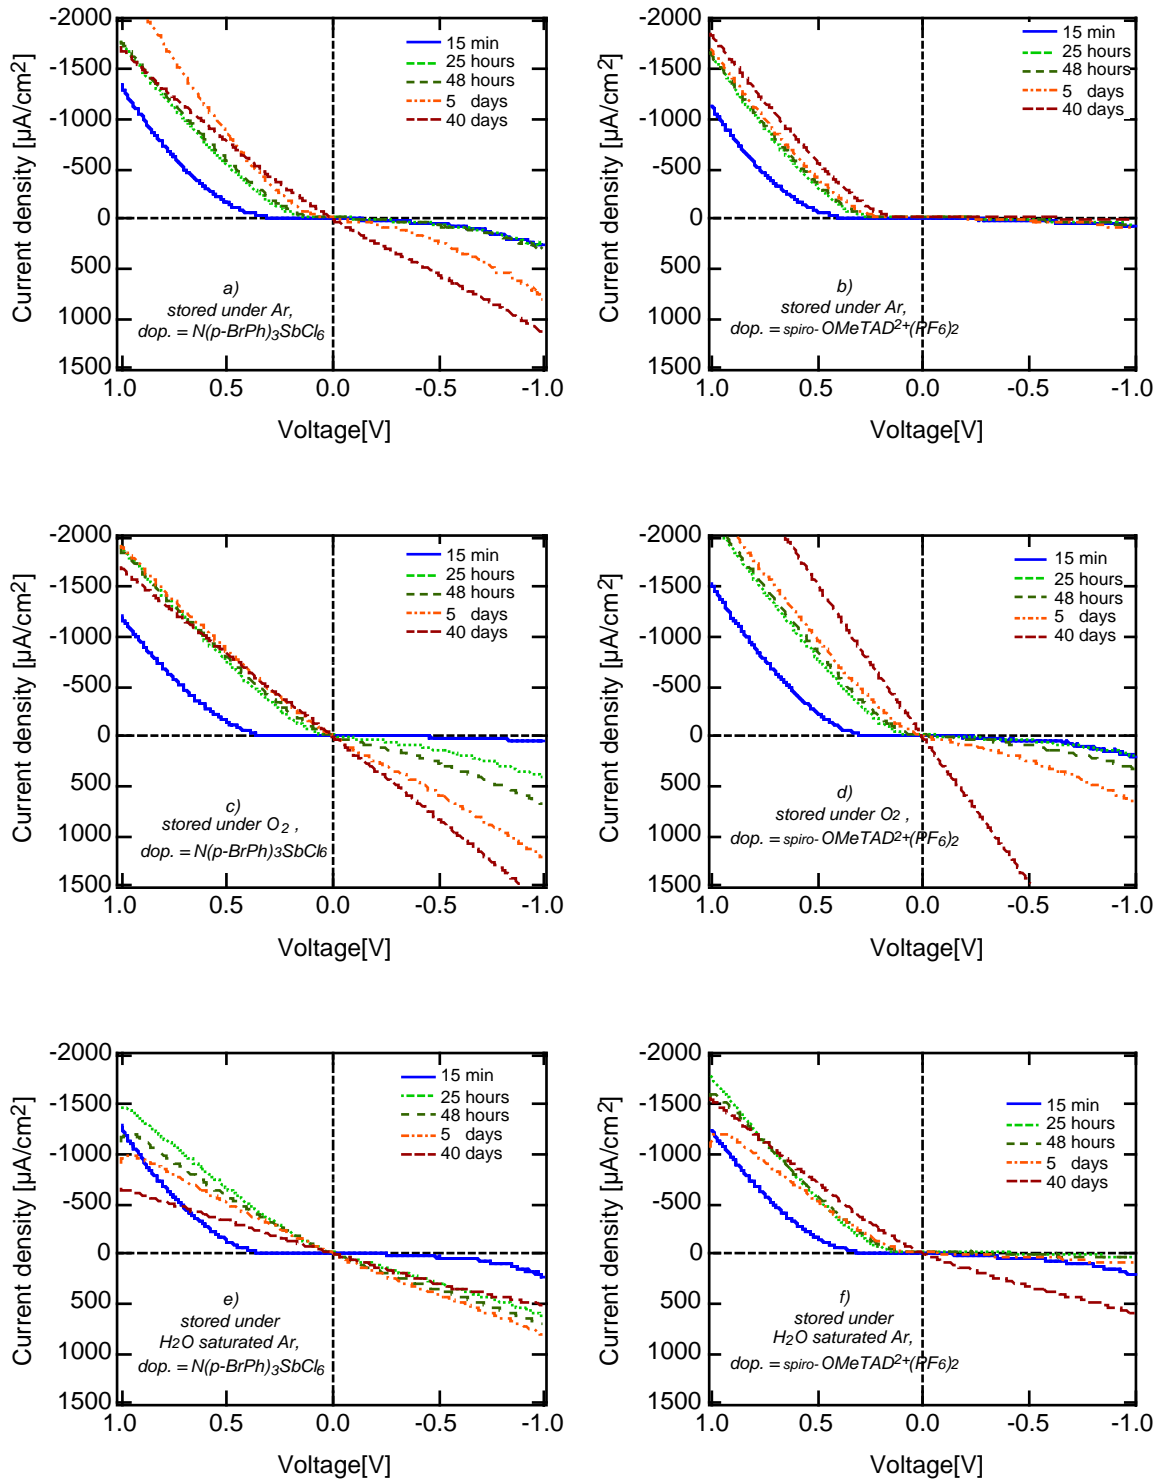 Current density [µA/cm²]
-2000
-1500
-1000
-500
0
500
1000
1500
15 min
25 hours
48 hours
5 days
40 days
a)
stored under Ar,
dop. = N(p-BrPh)₃SbCl₆
1.0 0.5 0.0 -0.5 -1.0
Voltage[V]
Current density [µA/cm²]
-2000
-1500
-1000
-500
0
500
1000
1500
15 min
25 hours
48 hours
5 days
40 days
b)
stored under Ar,
dop. = spiro-OMeTAD²⁺(PF₆)₂
1.0 0.5 0.0 -0.5 -1.0
Voltage[V]
Current density [µA/cm²]
-2000
-1500
-1000
-500
0
500
1000
1500
15 min
25 hours
48 hours
5 days
40 days
c)
stored under O₂ ,
dop. = N(p-BrPh)₃SbCl₆
1.0 0.5 0.0 -0.5 -1.0
Voltage[V]
Current density [µA/cm²]
-2000
-1500
-1000
-500
0
500
1000
1500
15 min
25 hours
48 hours
5 days
40 days
d)
stored under O₂ ,
dop. = spiro-OMeTAD²⁺(PF₆)₂
1.0 0.5 0.0 -0.5 -1.0
Voltage[V]
Current density [µA/cm²]
-2000
-1500
-1000
-500
0
500
1000
1500
15 min
25 hours
48 hours
5 days
40 days
e)
stored under
H₂O saturated Ar,
dop. = N(p-BrPh)₃SbCl₆
1.0 0.5 0.0 -0.5 -1.0
Voltage[V]
Current density [µA/cm²]
-2000
-1500
-1000
-500
0
500
1000
1500
15 min
25 hours
48 hours
5 days
40 days
f)
stored under
H₂O saturated Ar,
dop. = spiro-OMeTAD²⁺(PF₆)₂
1.0 0.5 0.0 -0.5 -1.0
Voltage[V]